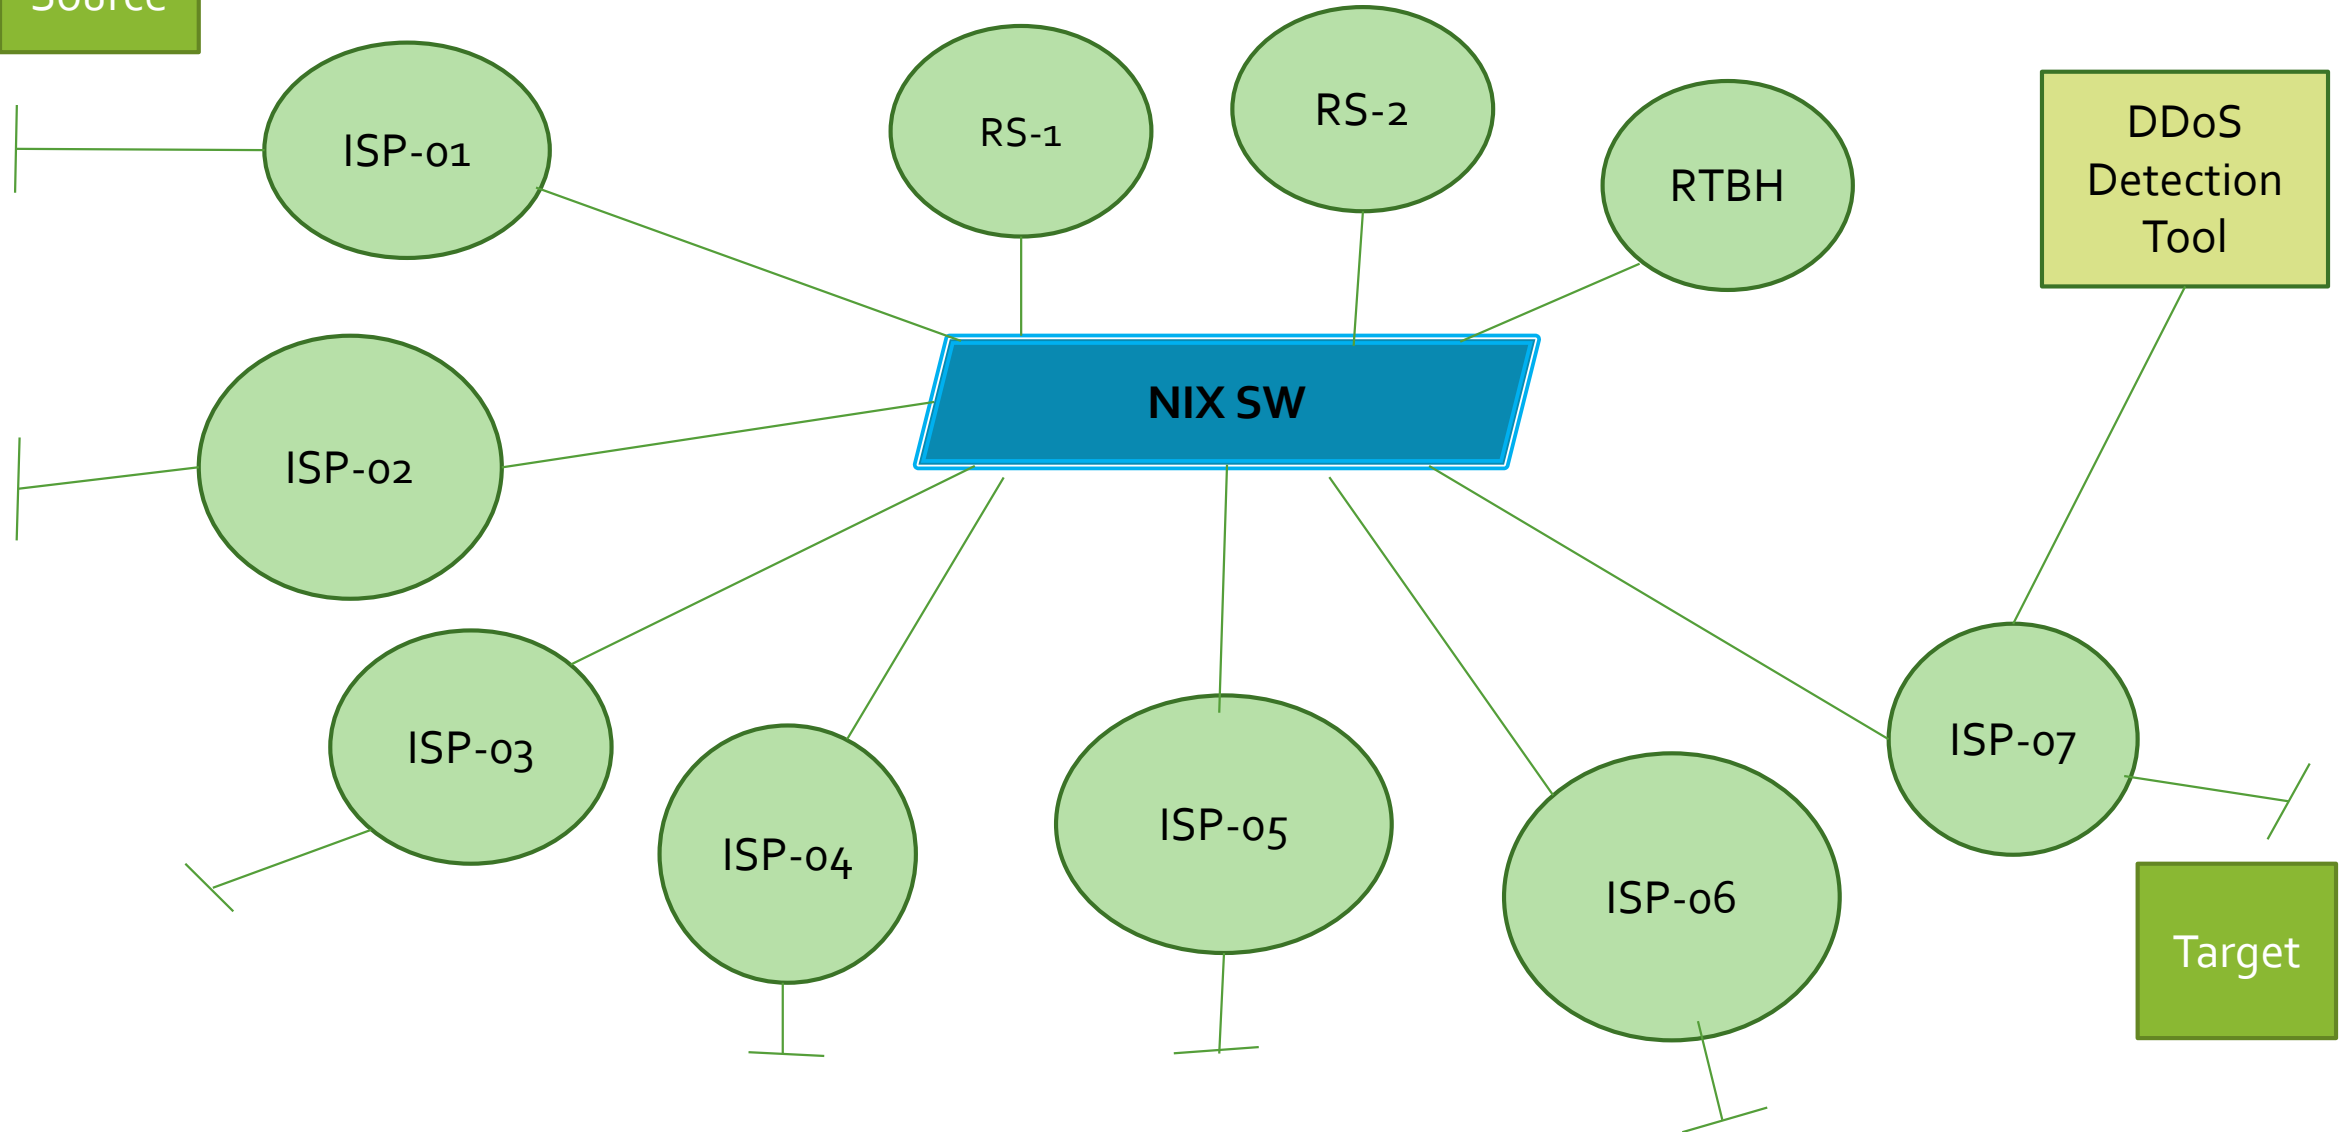 Source
ISP-01
RS-1
RS-2
RTBH
DDoS
Detection
Tool
NIX SW
ISP-02
ISP-03
ISP-04
ISP-05
ISP-06
ISP-07
Target